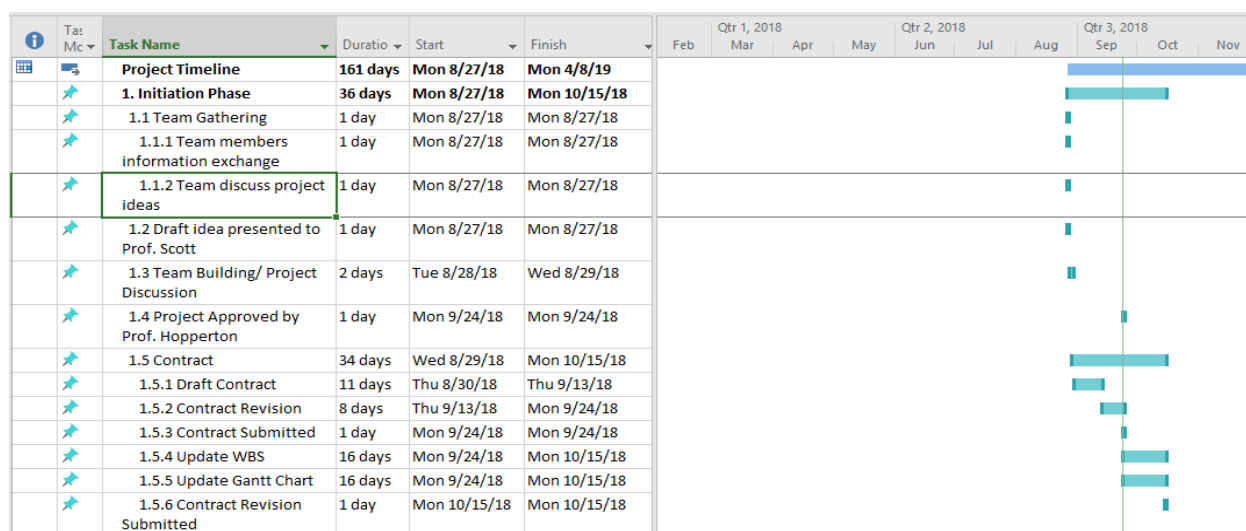 Qtr 1, 2018 Qtr 2, 2018 Qtr 3, 2018
Task Name Duratio Start Finish Feb Mar Apr May Jun Jul Aug Sep Oct Nov
Project Timeline 161 days Mon 8/27/18 Mon 4/8/19
1. Initiation Phase 36 days Mon 8/27/18 Mon 10/15/18
1.1 Team Gathering 1 day Mon 8/27/18 Mon 8/27/18
1.1.1 Team members 1 day Mon 8/27/18 Mon 8/27/18
information exchange
1.1.2 Team discuss project 1 day Mon 8/27/18 Mon 8/27/18
ideas
1.2 Draft idea presented to 1 day Mon 8/27/18 Mon 8/27/18
Prof. Scott
1.3 Team Building/ Project 2 days Tue 8/28/18 Wed 8/29/18
Discussion
1.4 Project Approved by 1 day Mon 9/24/18 Mon 9/24/18
Prof. Hopperton
1.5 Contract 34 days Wed 8/29/18 Mon 10/15/18
1.5.1 Draft Contract 11 days Thu 8/30/18 Thu 9/13/18
1.5.2 Contract Revision 8 days Thu 9/13/18 Mon 9/24/18
1.5.3 Contract Submitted 1 day Mon 9/24/18 Mon 9/24/18
1.5.4 Update WBS 16 days Mon 9/24/18 Mon 10/15/18
1.5.5 Update Gantt Chart 16 days Mon 9/24/18 Mon 10/15/18
1.5.6 Contract Revision 1 day Mon 10/15/18 Mon 10/15/18
Submitted